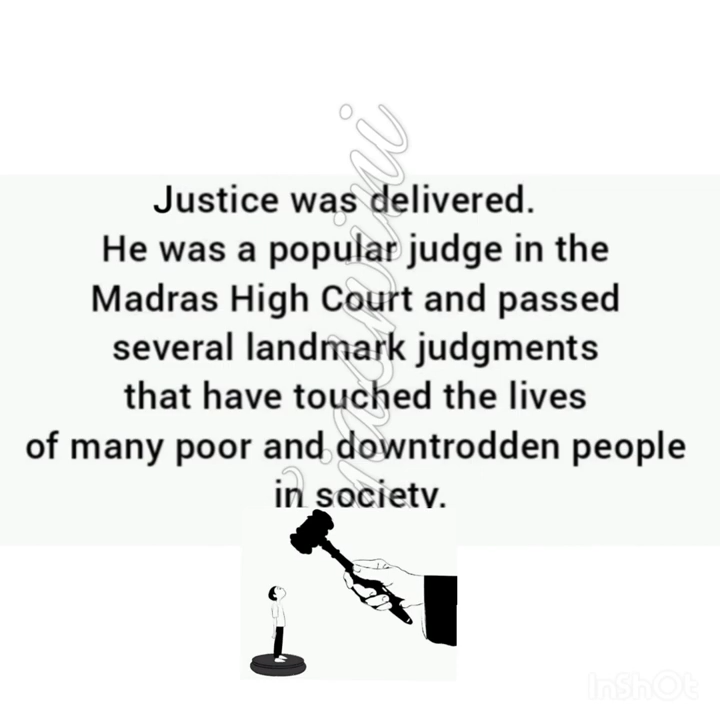 Justice was delivered.
He was a popular judge in the
Madras High Court and passed
several landmark judgments
that have touched the lives
of many poor and downtrodden people
in society.
InShOt